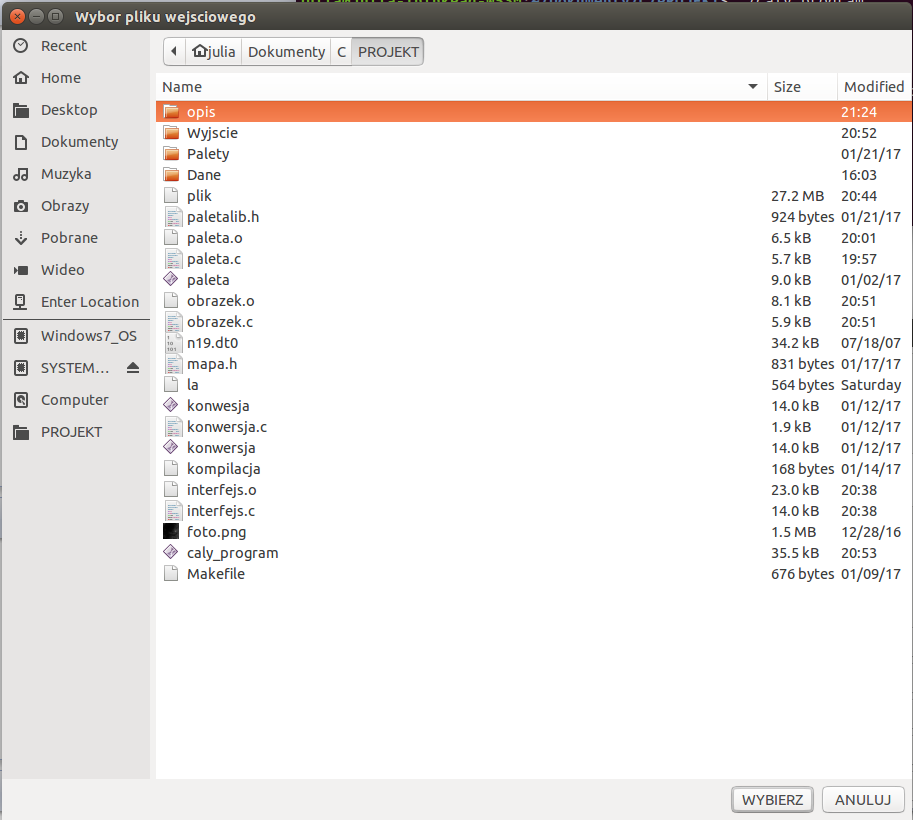 Wybor pliku wejsciowego
Recent
Home
Desktop
Dokumenty
Muzyka
Obrazy
Pobrane
Wideo
Enter Location
Windows7_OS
SYSTEM...
Computer
PROJEKT
julia Dokumenty C PROJEKT
Name Size Modified
opis 21:24
Wyjscie 20:52
Palety 01/21/17
Dane 16:03
plik 27.2 MB 20:44
paletalib.h 924 bytes 01/21/17
paleta.o 6.5 kB 20:01
paleta.c 5.7 kB 19:57
paleta 9.0 kB 01/02/17
obrazek.o 8.1 kB 20:51
obrazek.c 5.9 kB 20:51
n19.dt0 34.2 kB 07/18/07
mapa.h 831 bytes 01/17/17
la 564 bytes Saturday
konwesja 14.0 kB 01/12/17
konwersja.c 1.9 kB 01/12/17
konwersja 14.0 kB 01/12/17
kompilacja 168 bytes 01/14/17
interfejs.o 23.0 kB 20:38
interfejs.c 14.0 kB 20:38
foto.png 1.5 MB 12/28/16
caly_program 35.5 kB 20:53
Makefile 676 bytes 01/09/17
WYBIERZ ANULUJ